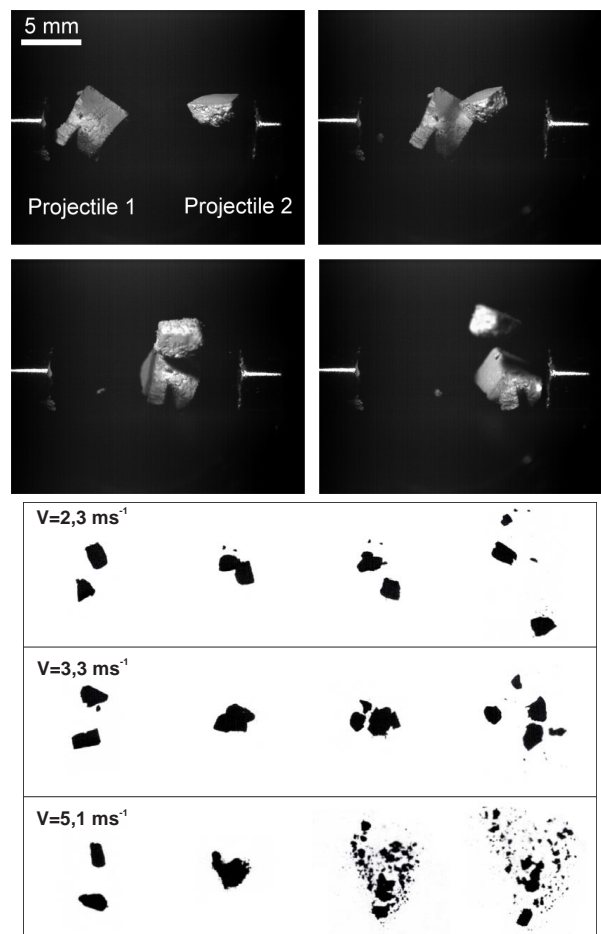 5 mm
Projectile 1
Projectile 2
V=2,3 ms⁻¹
V=3,3 ms⁻¹
V=5,1 ms⁻¹